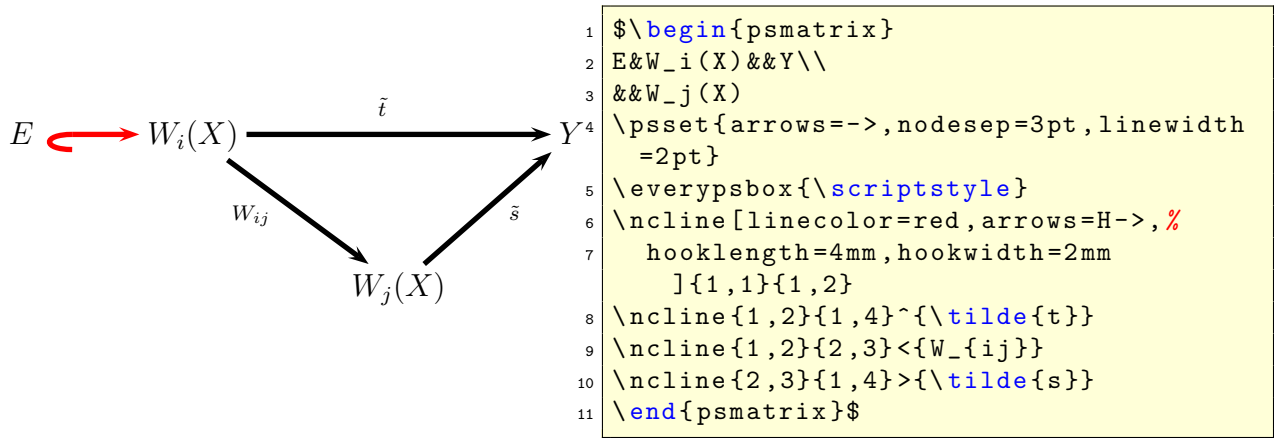 E W_i(X) t̃ Y
W_{ij} s̃
W_j(X)
1 $\begin{psmatrix}
2 E&W_i(X)&&Y\\
3 &&W_j(X)
4 \psset{arrows=->,nodesep=3pt,linewidth
=2pt}
5 \everypsbox{\scriptstyle}
6 \ncline[linecolor=red,arrows=H->,%
7 hooklength=4mm,hookwidth=2mm
]{1,1}{1,2}
8 \ncline{1,2}{1,4}^{\tilde{t}}
9 \ncline{1,2}{2,3}<{W_{ij}}
10 \ncline{2,3}{1,4}>{\tilde{s}}
11 \end{psmatrix}$